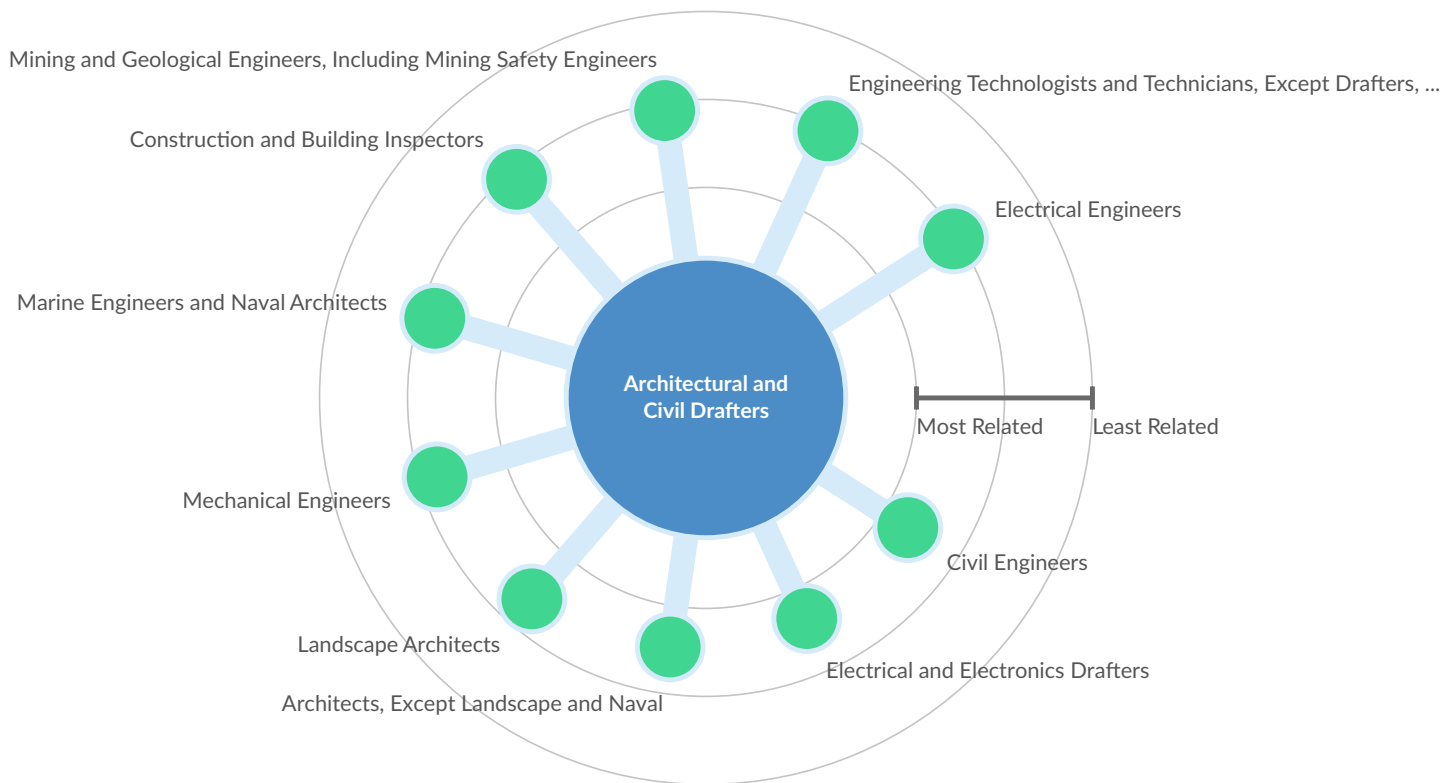 Mining and Geological Engineers, Including Mining Safety Engineers
Engineering Technologists and Technicians, Except Drafters, ...
Construction and Building Inspectors
Electrical Engineers
Marine Engineers and Naval Architects
Architectural and
Civil Drafters
Most Related
Least Related
Mechanical Engineers
Civil Engineers
Landscape Architects
Electrical and Electronics Drafters
Architects, Except Landscape and Naval